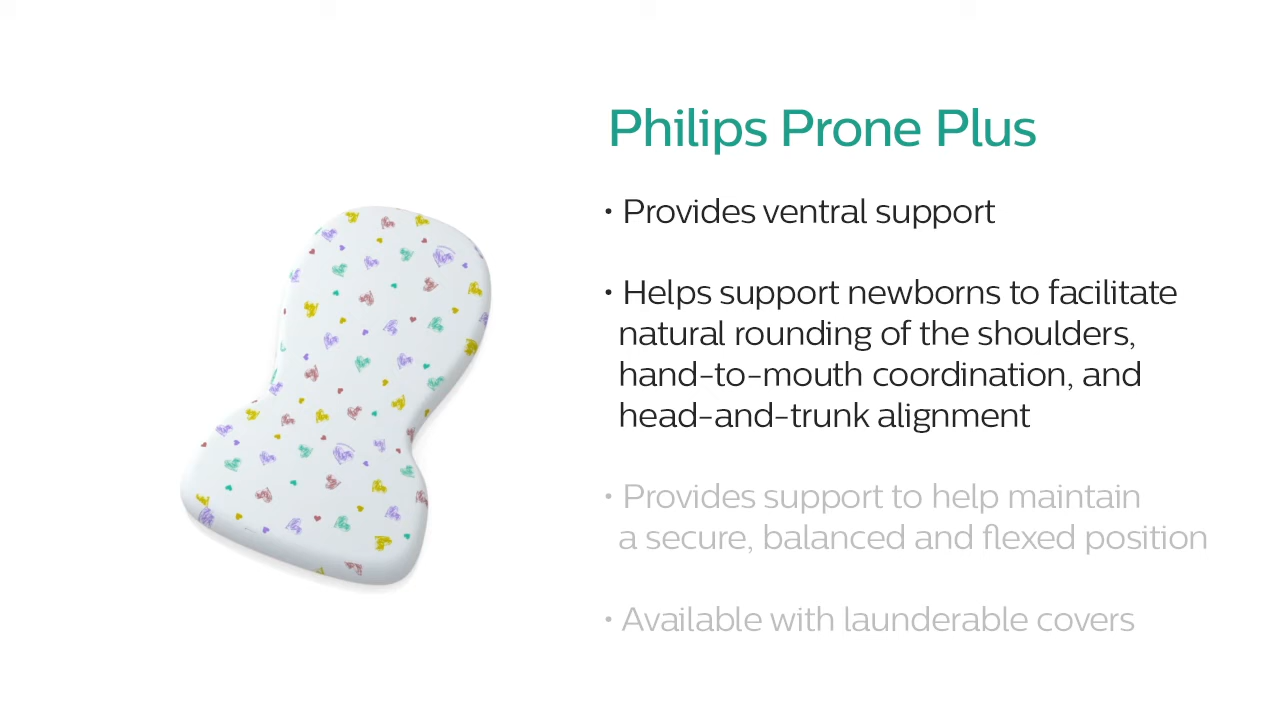 Philips Prone Plus
• Provides ventral support
• Helps support newborns to facilitate
natural rounding of the shoulders,
hand-to-mouth coordination, and
head-and-trunk alignment
• Provides support to help maintain
a secure, balanced and flexed position
• Available with launderable covers